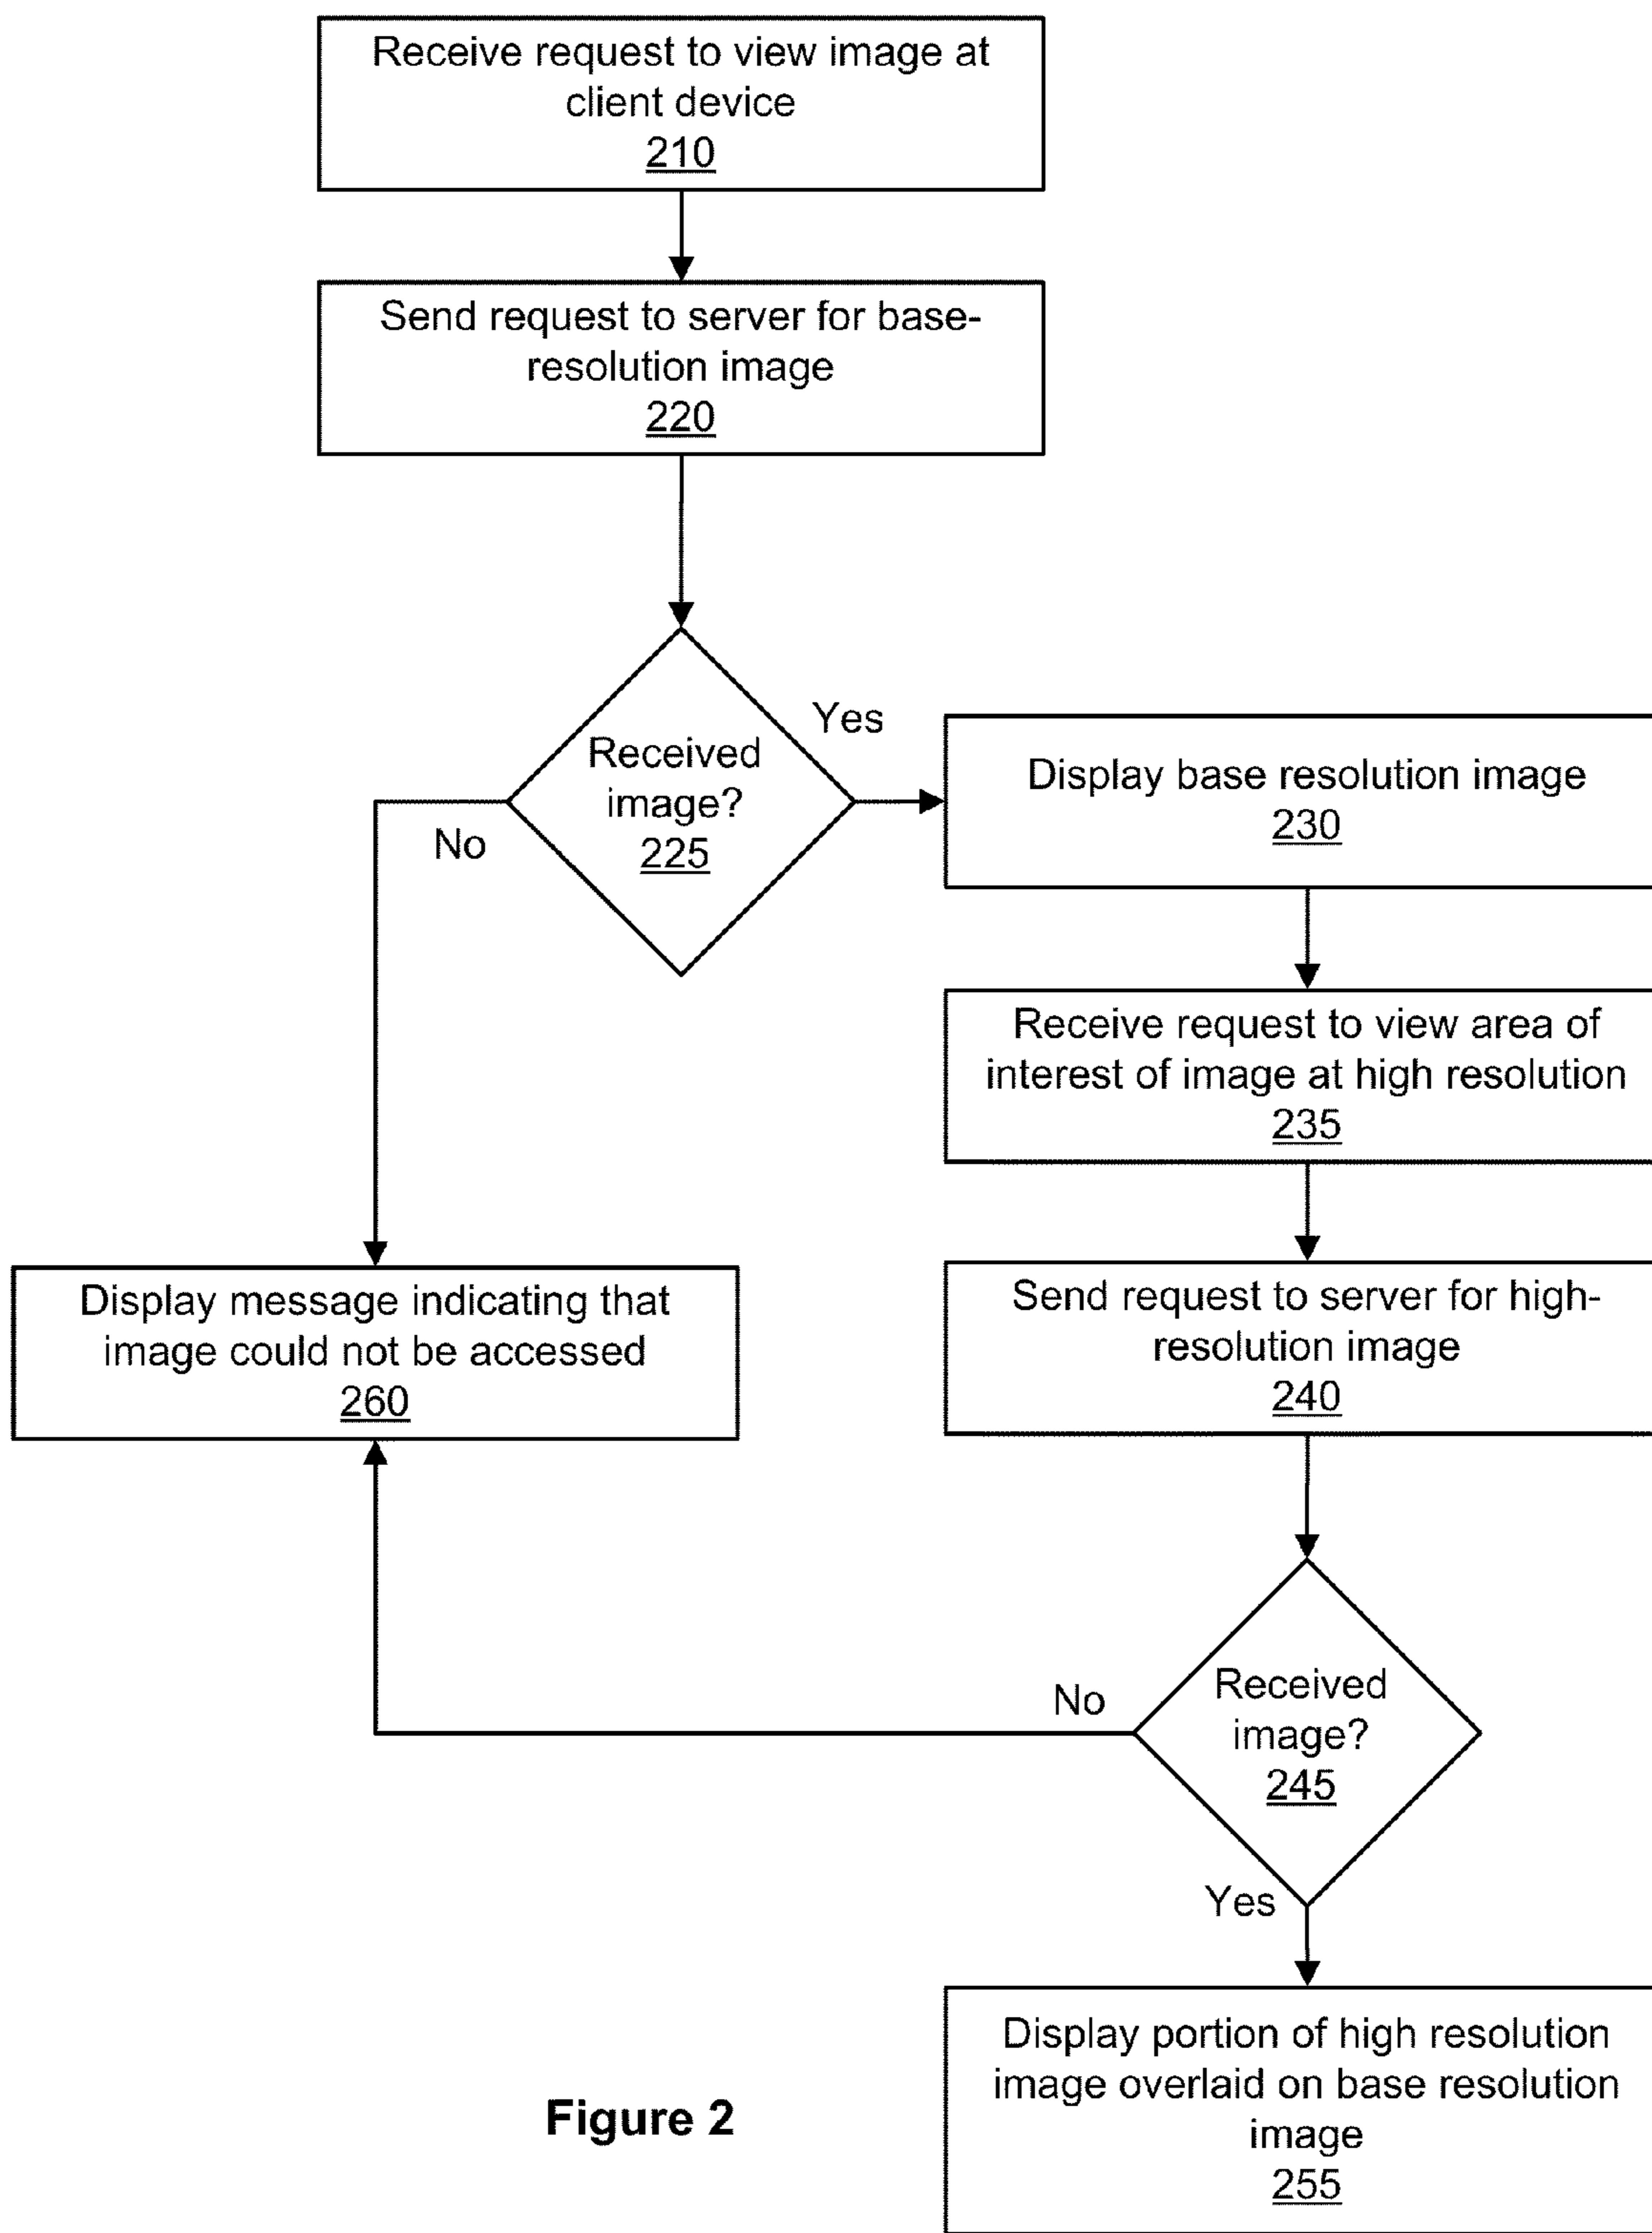 Receive request to view image at
client device
210
Send request to server for base-
resolution image
220
Received
image?
225
Yes
No
Display base resolution image
230
Receive request to view area of
interest of image at high resolution
235
Send request to server for high-
resolution image
240
Display message indicating that
image could not be accessed
260
Received
image?
245
No
Yes
Display portion of high resolution
image overlaid on base resolution
image
255
Figure 2